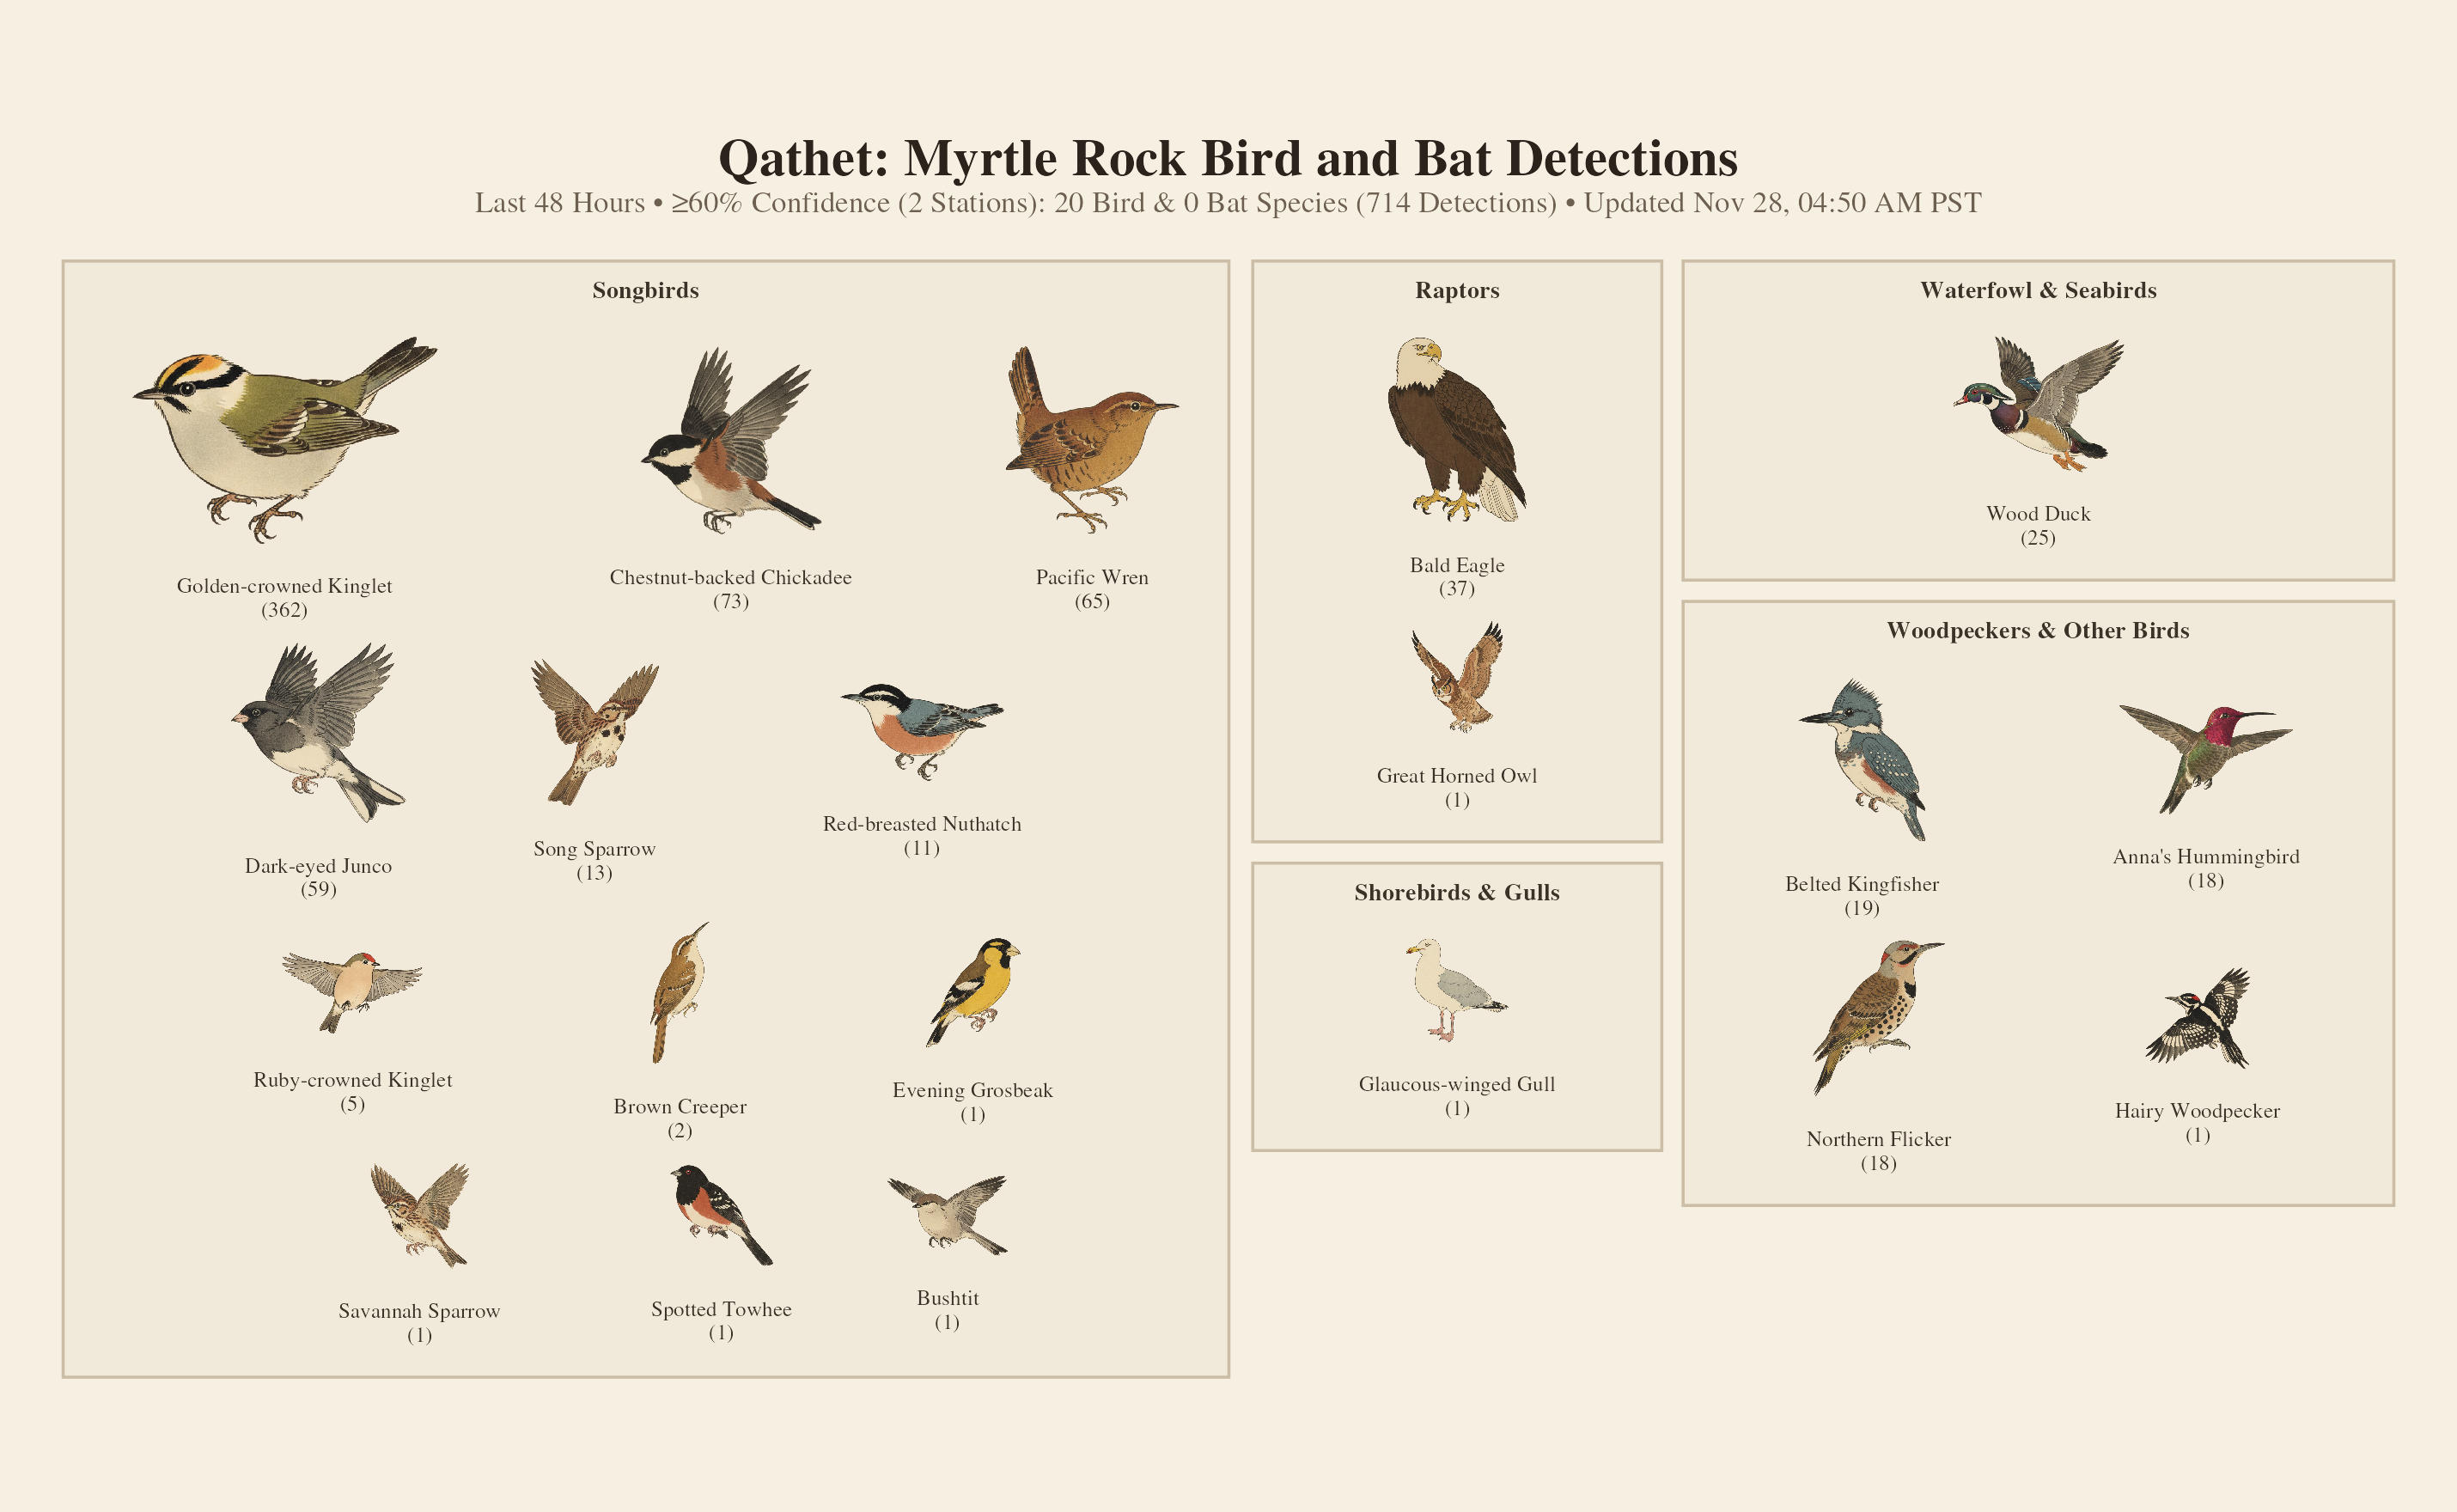 Qathet: Myrtle Rock Bird and Bat Detections
Last 48 Hours • ≥60% Confidence (2 Stations): 20 Bird & 0 Bat Species (714 Detections) • Updated Nov 28, 04:50 AM PST
Songbirds
Golden-crowned Kinglet
(362)
Chestnut-backed Chickadee
(73)
Pacific Wren
(65)
Dark-eyed Junco
(59)
Song Sparrow
(13)
Red-breasted Nuthatch
(11)
Ruby-crowned Kinglet
(5)
Brown Creeper
(2)
Evening Grosbeak
(1)
Savannah Sparrow
(1)
Spotted Towhee
(1)
Bushtit
(1)
Raptors
Bald Eagle
(37)
Great Horned Owl
(1)
Shorebirds & Gulls
Glaucous-winged Gull
(1)
Waterfowl & Seabirds
Wood Duck
(25)
Woodpeckers & Other Birds
Belted Kingfisher
(19)
Anna's Hummingbird
(18)
Northern Flicker
(18)
Hairy Woodpecker
(1)